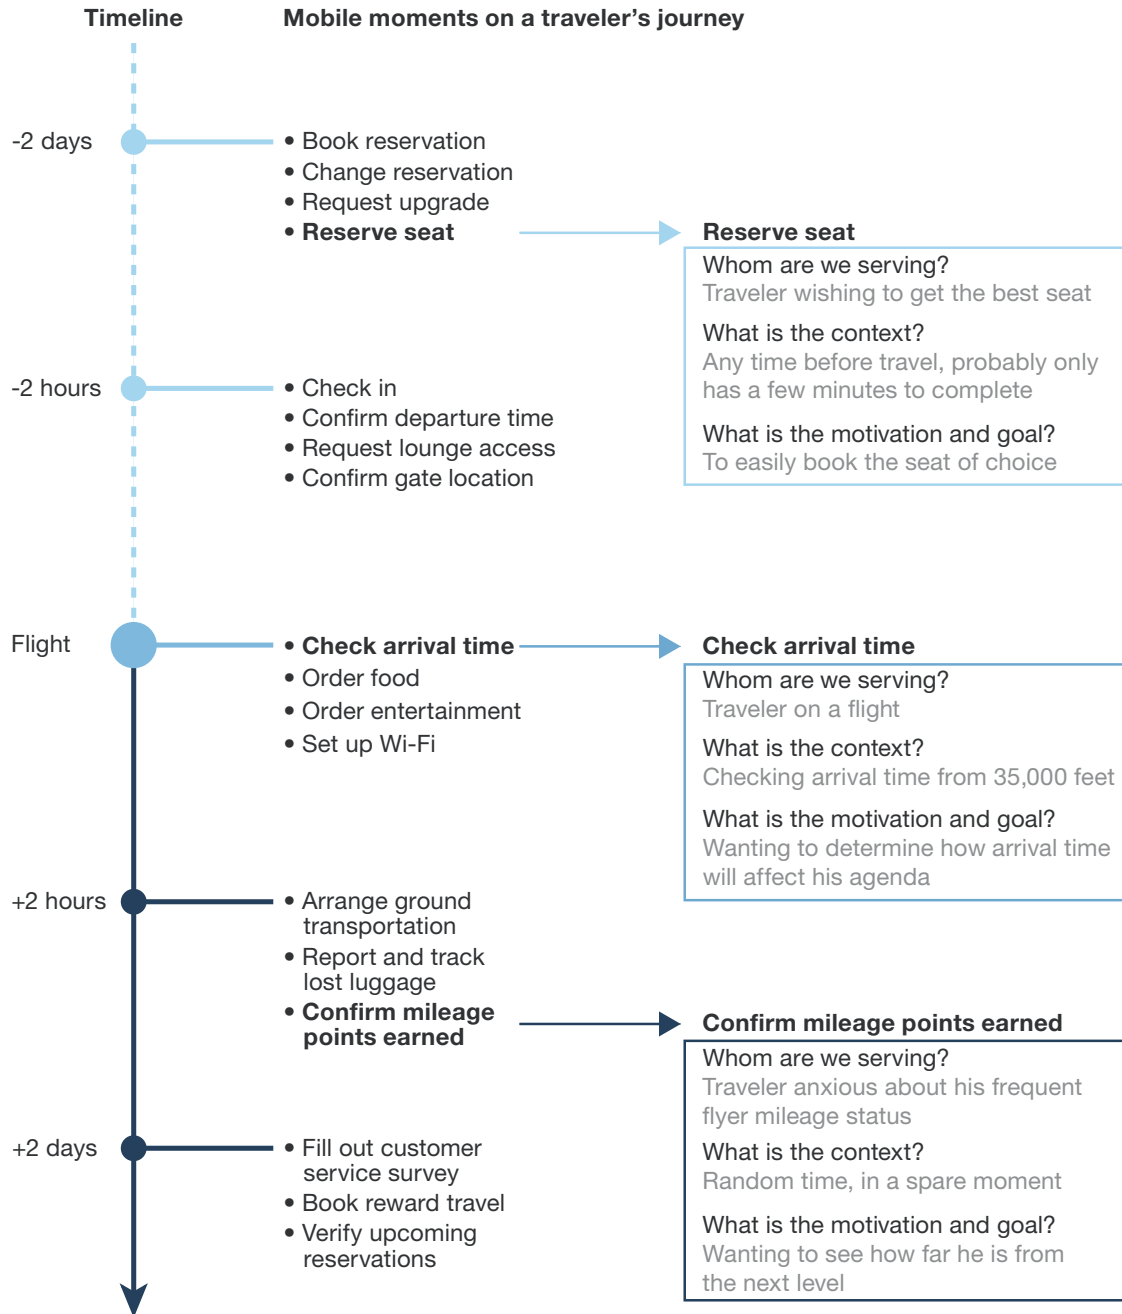 Timeline
Mobile moments on a traveler’s journey
-2 days
• Book reservation
• Change reservation
• Request upgrade
• Reserve seat
Reserve seat
Whom are we serving?
Traveler wishing to get the best seat
What is the context?
Any time before travel, probably only
has a few minutes to complete
What is the motivation and goal?
To easily book the seat of choice
-2 hours
• Check in
• Confirm departure time
• Request lounge access
• Confirm gate location
Flight
• Check arrival time
• Order food
• Order entertainment
• Set up Wi-Fi
Check arrival time
Whom are we serving?
Traveler on a flight
What is the context?
Checking arrival time from 35,000 feet
What is the motivation and goal?
Wanting to determine how arrival time
will affect his agenda
+2 hours
• Arrange ground
transportation
• Report and track
lost luggage
• Confirm mileage
points earned
Confirm mileage points earned
Whom are we serving?
Traveler anxious about his frequent
flyer mileage status
What is the context?
Random time, in a spare moment
What is the motivation and goal?
Wanting to see how far he is from
the next level
+2 days
• Fill out customer
service survey
• Book reward travel
• Verify upcoming
reservations